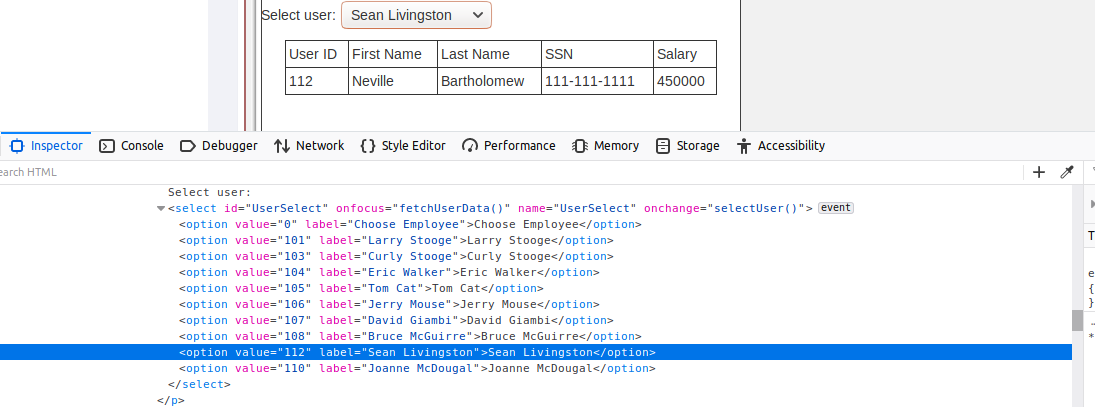 Select user: Sean Livingston
User ID First Name Last Name SSN Salary
112 Neville Bartholomew 111-111-1111 450000
Inspector Console Debugger Network Style Editor Performance Memory Storage Accessibility
earch HTML
Select user:
<select id="UserSelect" onfocus="fetchUserData()" name="UserSelect" onchange="selectUser()"> event
<option value="0" label="Choose Employee">Choose Employee</option>
<option value="101" label="Larry Stooge">Larry Stooge</option>
<option value="103" label="Curly Stooge">Curly Stooge</option>
<option value="104" label="Eric Walker">Eric Walker</option>
<option value="105" label="Tom Cat">Tom Cat</option>
<option value="106" label="Jerry Mouse">Jerry Mouse</option>
<option value="107" label="David Giambi">David Giambi</option>
<option value="108" label="Bruce McGuirre">Bruce McGuirre</option>
<option value="112" label="Sean Livingston">Sean Livingston</option>
<option value="110" label="Joanne McDougal">Joanne McDougal</option>
</select>
</p>